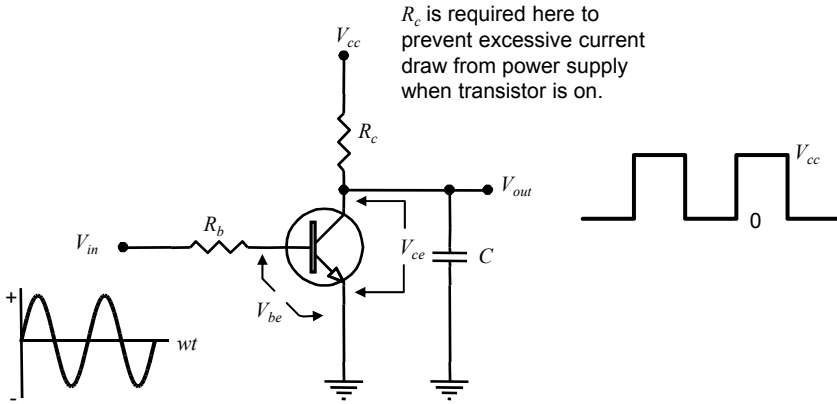 R_c is required here to
prevent excessive current
draw from power supply
when transistor is on.
V_cc
R_c
V_cc
V_out
0
R_b
V_in
V_ce
C
V_be
+
wt
-